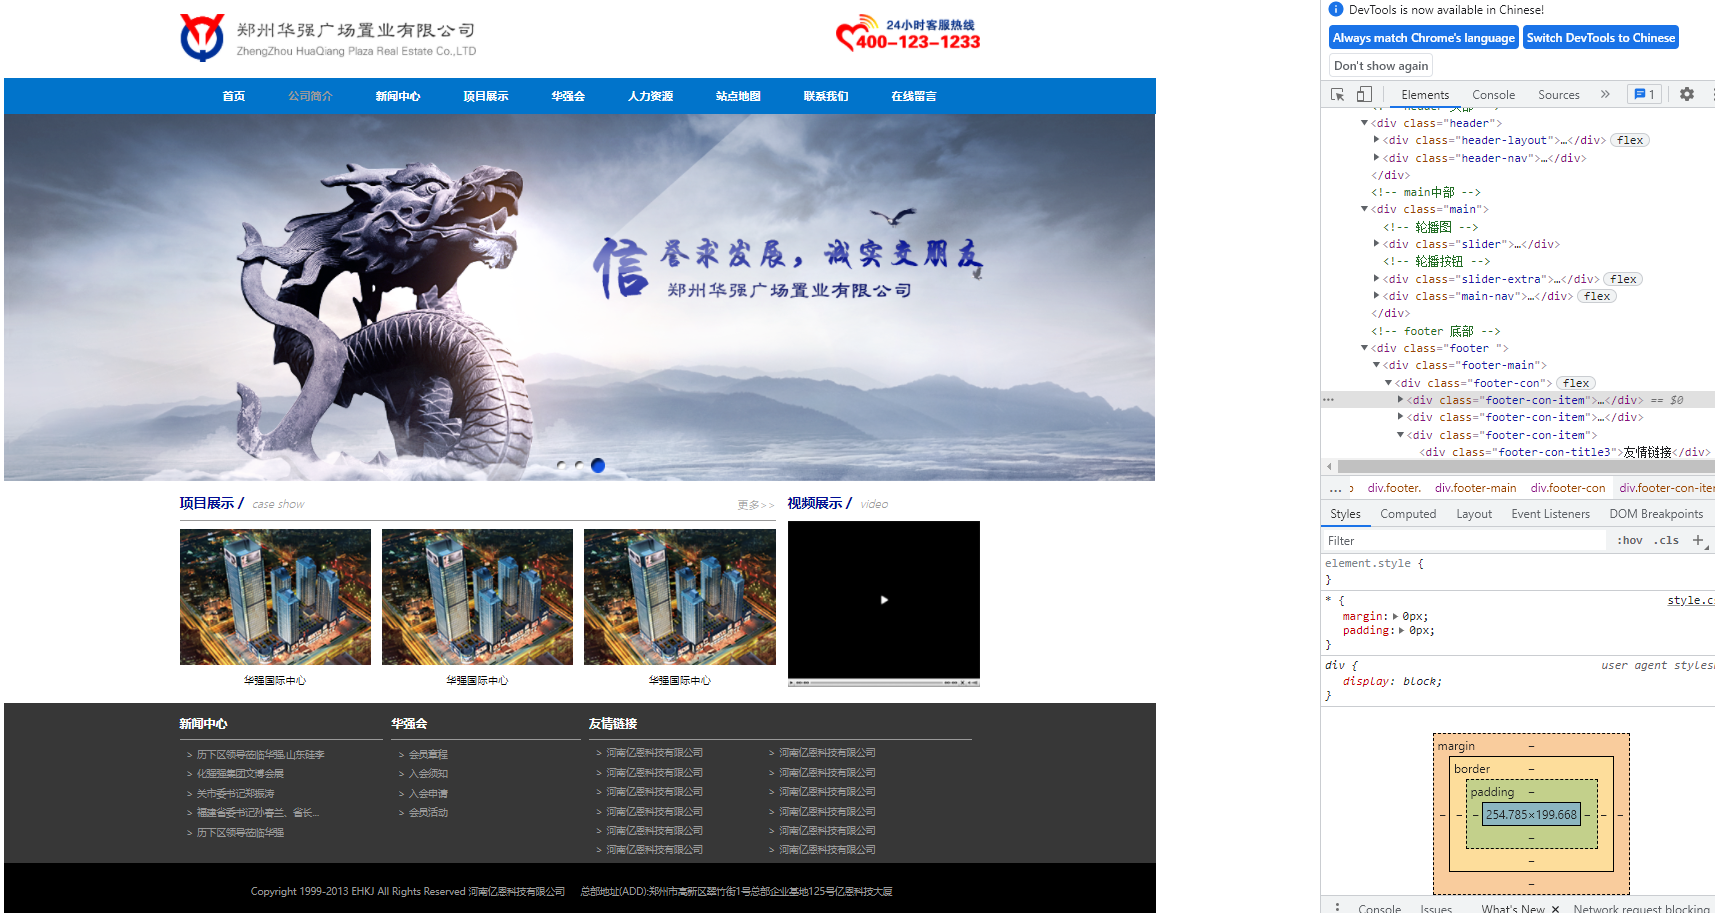 郑州华强广场置业有限公司
ZhengZhou HuaQiang Plaza Real Estate Co.,LTD
24小时客服热线
400-123-1233
首页 公司简介 新闻中心 项目展示 华强会 人力资源 站点地图 联系我们 在线留言
信誉求发展，诚实交朋友
郑州华强广场置业有限公司
项目展示 / case show 更多>>
视频展示 / video
华强国际中心 华强国际中心 华强国际中心
新闻中心
> 历下区领导莅临华强,山东硅李
> 化强强集团文博会展
> 关市委书记郑振涛
> 福建省委书记孙春兰、省长...
> 历下区领导莅临华强
华强会
> 会员章程
> 入会须知
> 入会申请
> 会员活动
友情链接
> 河南亿恩科技有限公司 > 河南亿恩科技有限公司
> 河南亿恩科技有限公司 > 河南亿恩科技有限公司
> 河南亿恩科技有限公司 > 河南亿恩科技有限公司
> 河南亿恩科技有限公司 > 河南亿恩科技有限公司
> 河南亿恩科技有限公司 > 河南亿恩科技有限公司
> 河南亿恩科技有限公司 > 河南亿恩科技有限公司
Copyright 1999-2013 EHKJ All Rights Reserved 河南亿恩科技有限公司 总部地址(ADD):郑州市高新区翠竹街1号总部企业基地125号亿恩科技大厦
DevTools is now available in Chinese!
Always match Chrome's language Switch DevTools to Chinese
Don't show again
Elements Console Sources » 1
<div class="header">
<div class="header-layout">…</div> flex
<div class="header-nav">…</div>
</div>
<!-- main中部 -->
<div class="main">
<!-- 轮播图 -->
<div class="slider">…</div>
<!-- 轮播按钮 -->
<div class="slider-extra">…</div> flex
<div class="main-nav">…</div> flex
</div>
<!-- footer 底部 -->
<div class="footer ">
<div class="footer-main">
<div class="footer-con"> flex
<div class="footer-con-item">…</div> == $0
<div class="footer-con-item">…</div>
<div class="footer-con-item">
<div class="footer-con-title3">友情链接</div>
... div.footer. div.footer-main div.footer-con div.footer-con-iter
Styles Computed Layout Event Listeners DOM Breakpoints
Filter :hov .cls +
element.style {
}
* { style.c
margin: 0px;
padding: 0px;
}
div { user agent styles
display: block;
}
margin –
border –
padding –
– – – 254.785×199.668 – – –
–
–
–
Console Issues What's New × Network request blocking